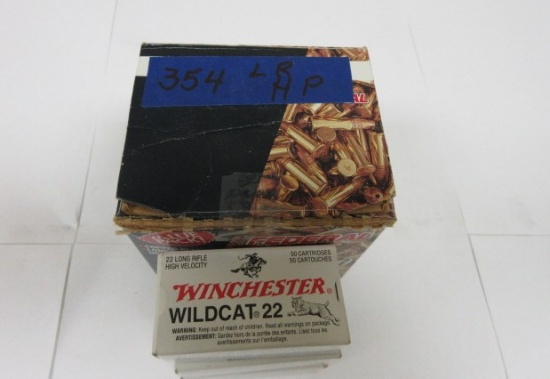 354 LR
HP
FEDERAL
22 LONG RIFLE
HIGH VELOCITY
50 CARTRIDGES
50 CARTOUCHES
WINCHESTER®
WILDCAT® 22
WARNING: Keep out of reach of children. Read all warnings on package.
AVERTISSEMENT: Gardez hors de la portée des enfants. Lisez tous les
avertissements sur l'emballage.